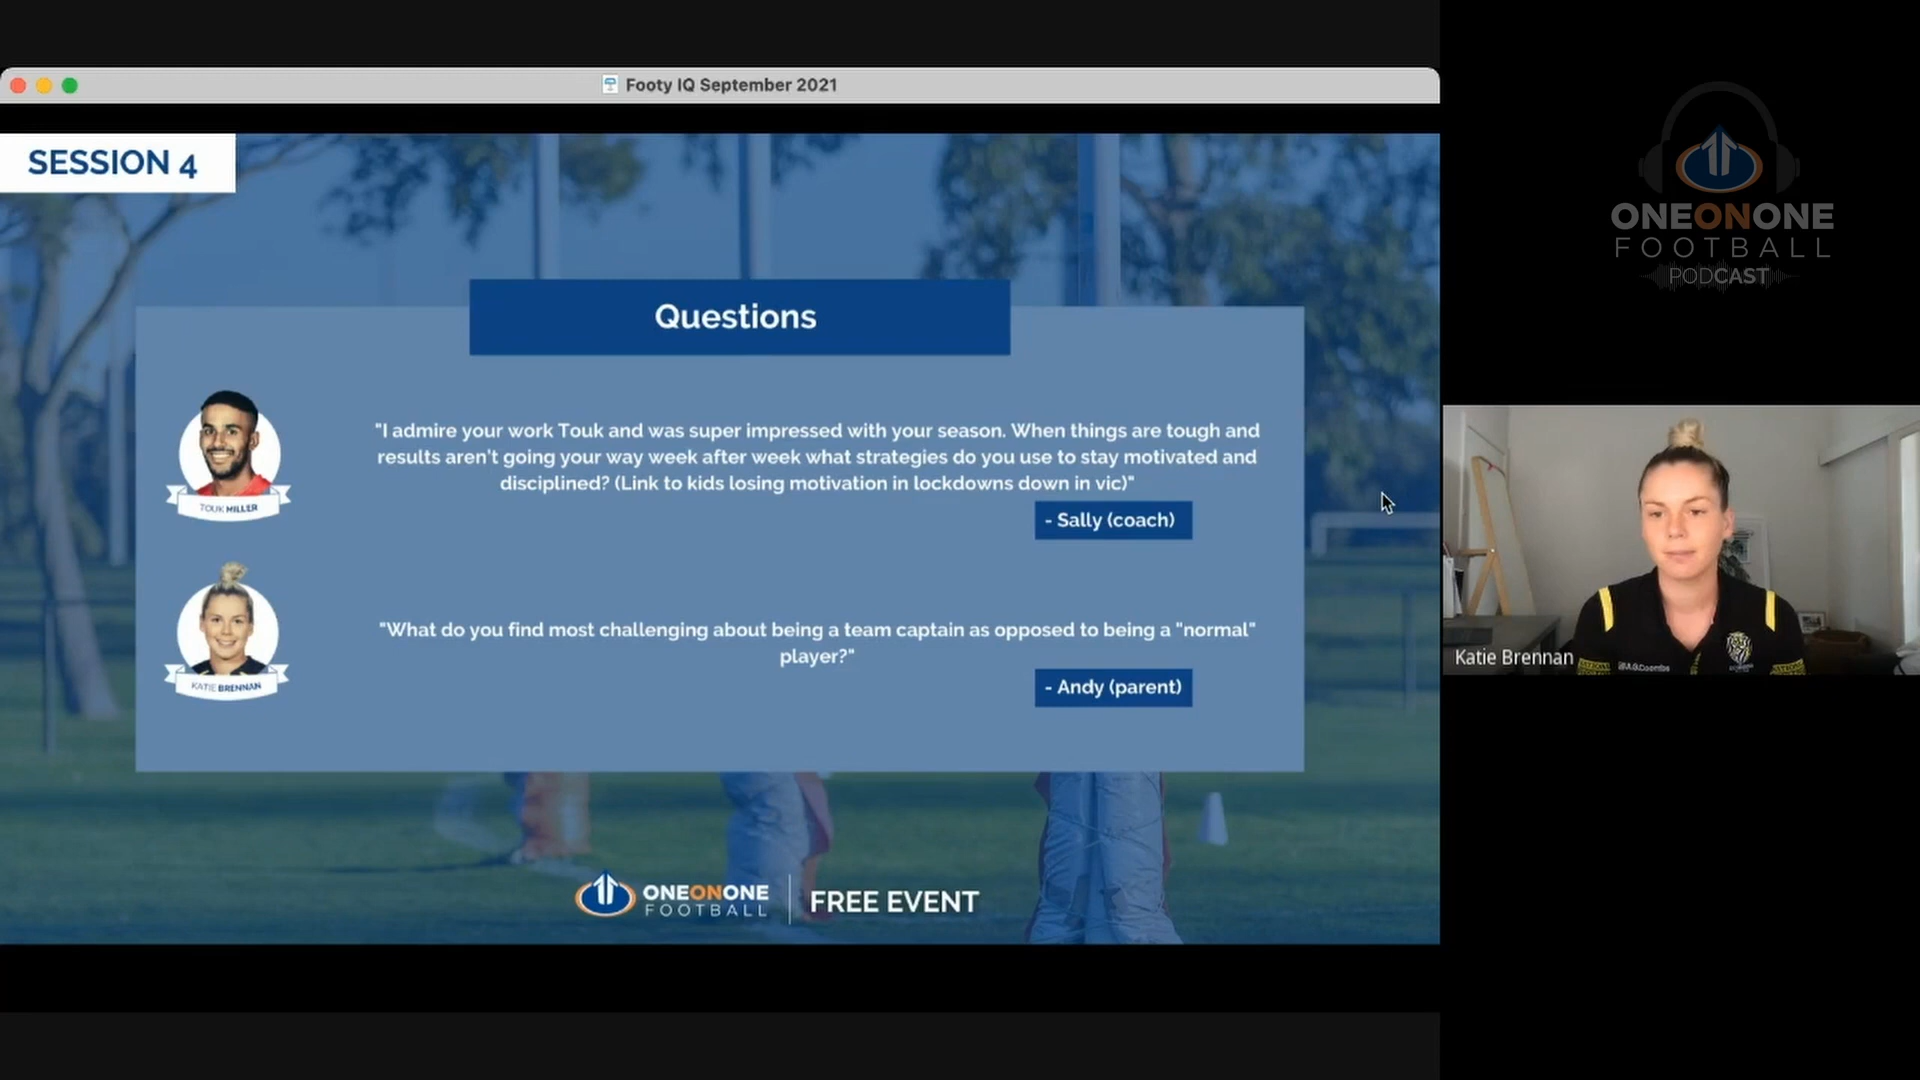 Footy IQ September 2021
SESSION 4
Questions
"I admire your work Touk and was super impressed with your season. When things are tough and
results aren't going your way week after week what strategies do you use to stay motivated and
disciplined? (Link to kids losing motivation in lockdowns down in vic)"
- Sally (coach)
TOUK MILLER
"What do you find most challenging about being a team captain as opposed to being a "normal"
player?"
- Andy (parent)
KATIE BRENNAN
ONEONONE
FOOTBALL
FREE EVENT
ONEONONE
FOOTBALL
PODCAST
Katie Brennan